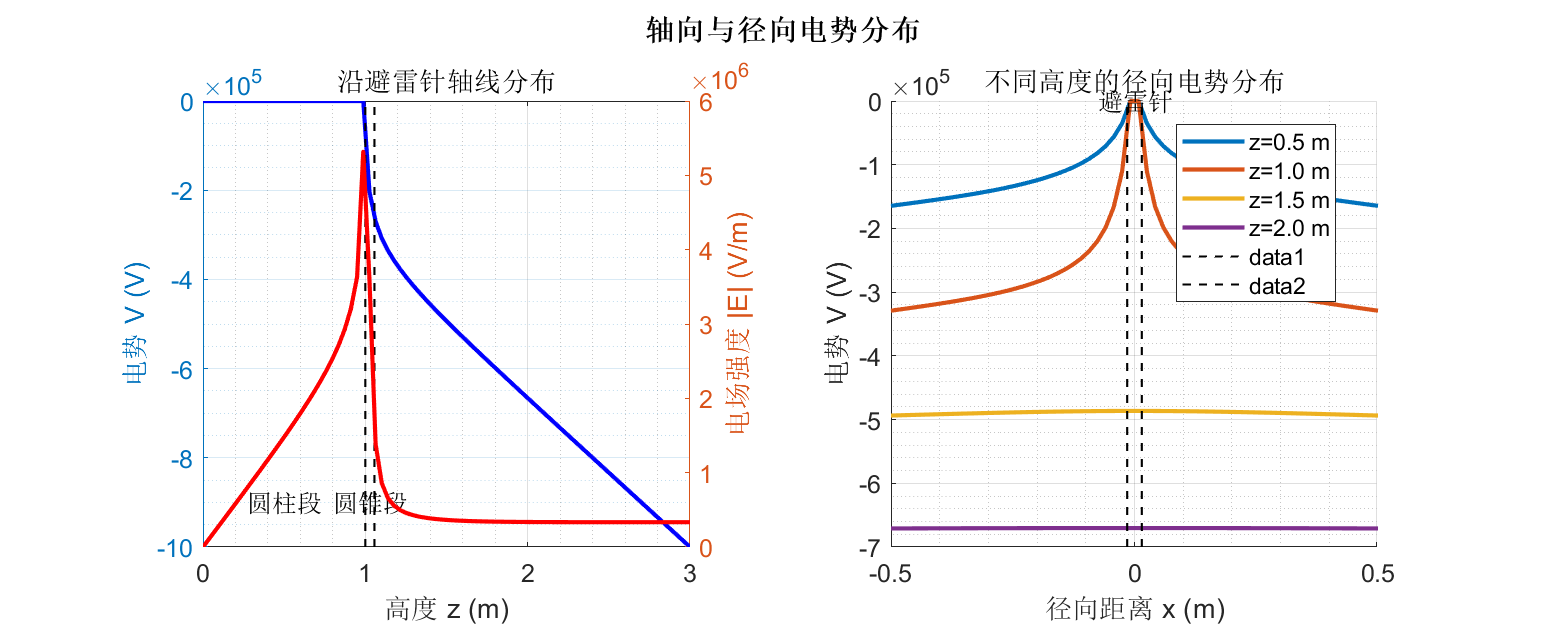 轴向与径向电势分布
沿避雷针轴线分布
×10^5
×10^6
0
-2
-4
-6
-8
-10
电势 V (V)
6
5
4
3
2
1
0
电场强度 |E| (V/m)
圆柱段 圆锥段
0 1 2 3
高度 z (m)
不同高度的径向电势分布
×10^5
避雷针
0
-1
-2
-3
-4
-5
-6
-7
电势 V (V)
z=0.5 m
z=1.0 m
z=1.5 m
z=2.0 m
data1
data2
-0.5 0 0.5
径向距离 x (m)